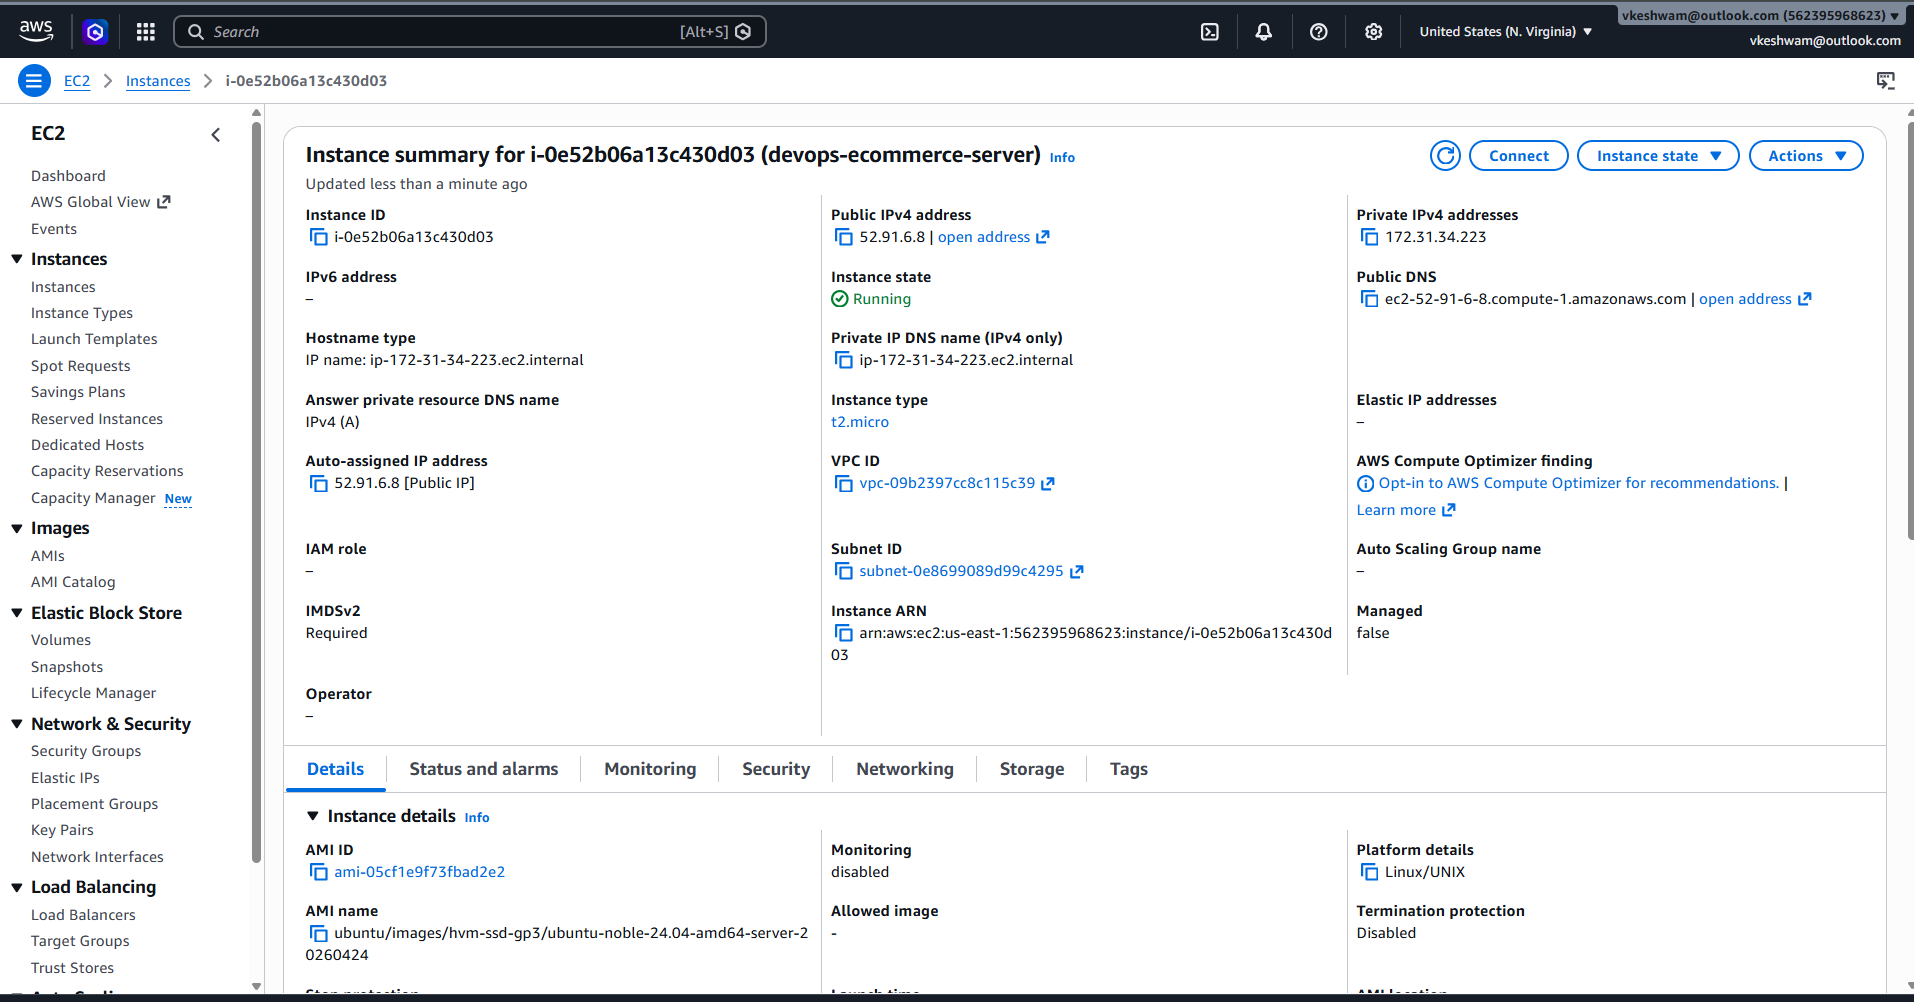 aws
Search
[Alt+S]
United States (N. Virginia)
vkeshwam@outlook.com (562395968623)
vkeshwam@outlook.com
EC2
Instances
i-0e52b06a13c430d03
EC2
Dashboard
AWS Global View
Events
Instances
Instances
Instance Types
Launch Templates
Spot Requests
Savings Plans
Reserved Instances
Dedicated Hosts
Capacity Reservations
Capacity Manager New
Images
AMIs
AMI Catalog
Elastic Block Store
Volumes
Snapshots
Lifecycle Manager
Network & Security
Security Groups
Elastic IPs
Placement Groups
Key Pairs
Network Interfaces
Load Balancing
Load Balancers
Target Groups
Trust Stores
Instance summary for i-0e52b06a13c430d03 (devops-ecommerce-server) Info
Updated less than a minute ago
Connect
Instance state
Actions
Instance ID
i-0e52b06a13c430d03
Public IPv4 address
52.91.6.8 | open address
Private IPv4 addresses
172.31.34.223
IPv6 address
–
Instance state
Running
Public DNS
ec2-52-91-6-8.compute-1.amazonaws.com | open address
Hostname type
IP name: ip-172-31-34-223.ec2.internal
Private IP DNS name (IPv4 only)
ip-172-31-34-223.ec2.internal
Answer private resource DNS name
IPv4 (A)
Instance type
t2.micro
Elastic IP addresses
–
Auto-assigned IP address
52.91.6.8 [Public IP]
VPC ID
vpc-09b2397cc8c115c39
AWS Compute Optimizer finding
Opt-in to AWS Compute Optimizer for recommendations. |
Learn more
IAM role
–
Subnet ID
subnet-0e8699089d99c4295
Auto Scaling Group name
–
IMDSv2
Required
Instance ARN
arn:aws:ec2:us-east-1:562395968623:instance/i-0e52b06a13c430d
03
Managed
false
Operator
–
Details
Status and alarms
Monitoring
Security
Networking
Storage
Tags
Instance details Info
AMI ID
ami-05cf1e9f73fbad2e2
Monitoring
disabled
Platform details
Linux/UNIX
AMI name
ubuntu/images/hvm-ssd-gp3/ubuntu-noble-24.04-amd64-server-2
0260424
Allowed image
-
Termination protection
Disabled